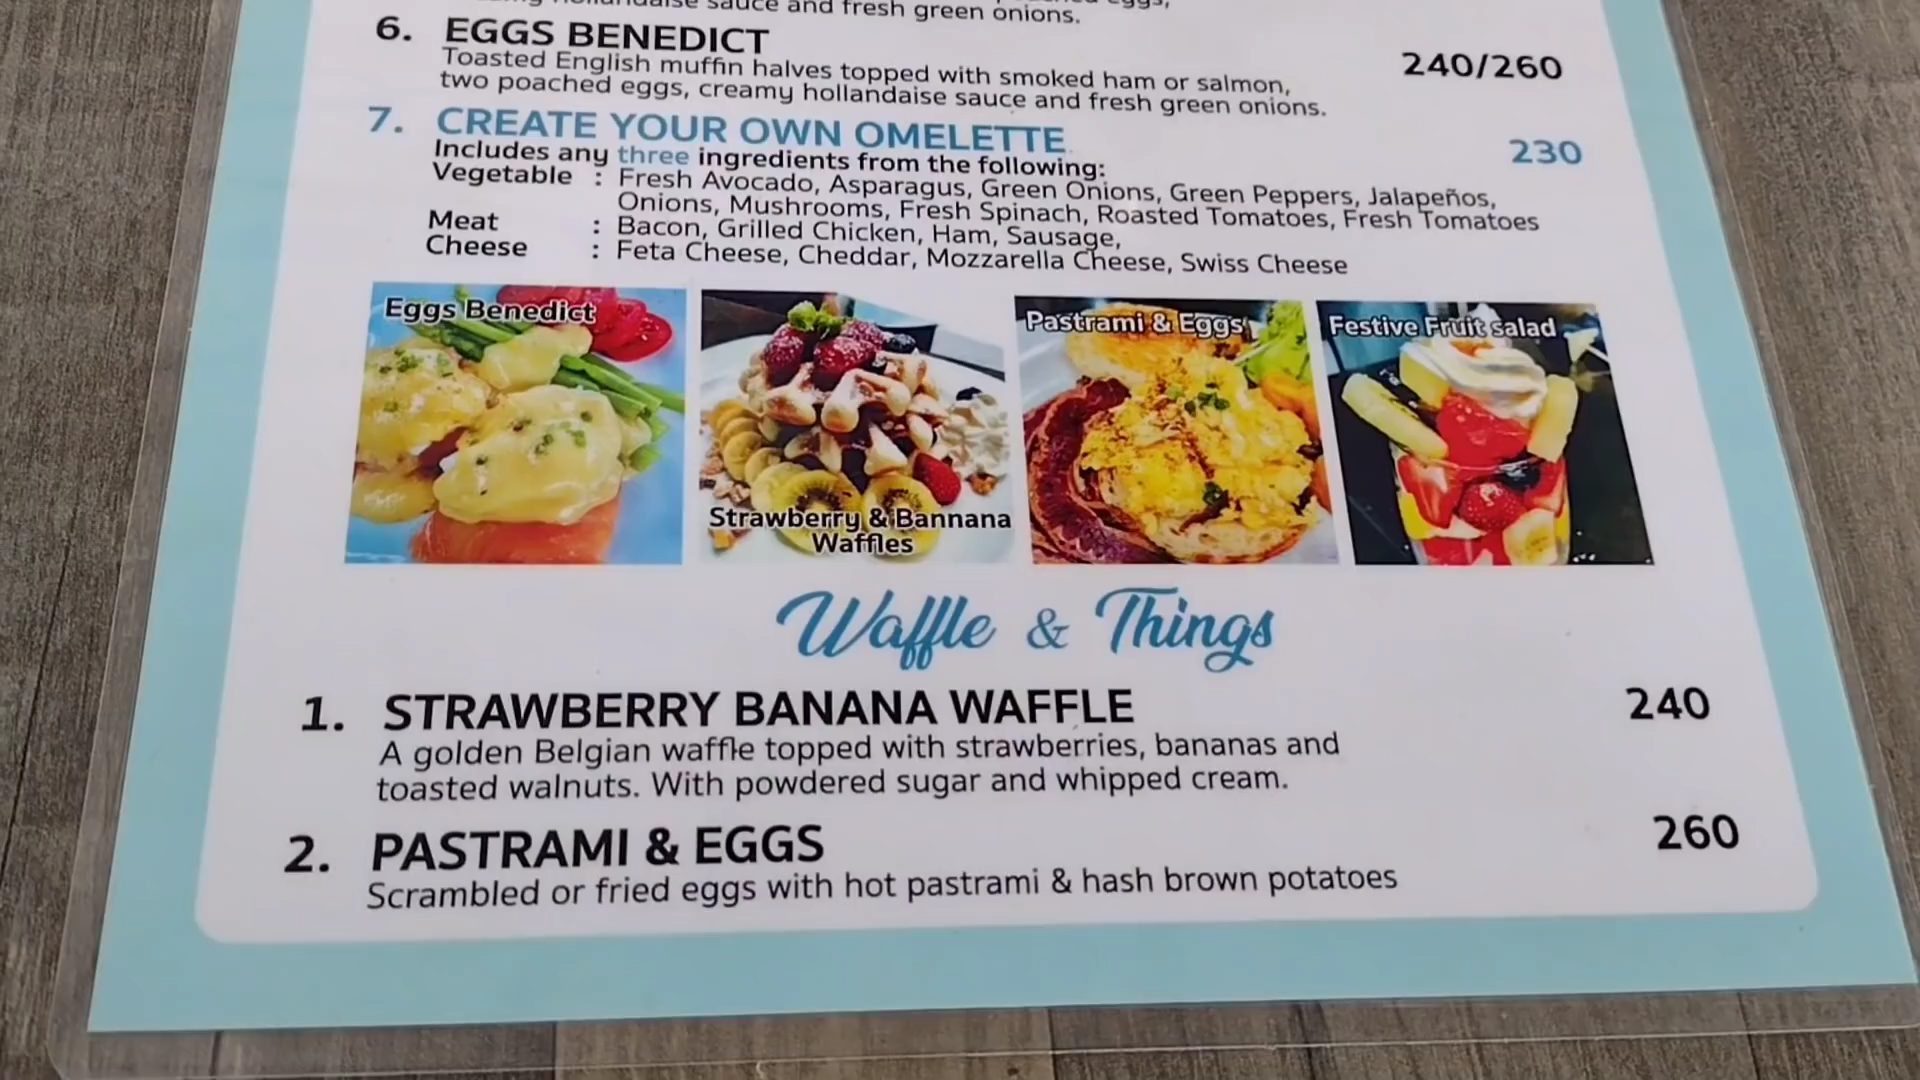 sauce and fresh green onions.
6. EGGS BENEDICT 240/260
Toasted English muffin halves topped with smoked ham or salmon,
two poached eggs, creamy hollandaise sauce and fresh green onions.
7. CREATE YOUR OWN OMELETTE 230
Includes any three ingredients from the following:
Vegetable : Fresh Avocado, Asparagus, Green Onions, Green Peppers, Jalapeños,
Onions, Mushrooms, Fresh Spinach, Roasted Tomatoes, Fresh Tomatoes
Meat : Bacon, Grilled Chicken, Ham, Sausage,
Cheese : Feta Cheese, Cheddar, Mozzarella Cheese, Swiss Cheese
Eggs Benedict
Strawberry & Bannana
Waffles
Pastrami & Eggs
Festive Fruit salad
Waffle & Things
1. STRAWBERRY BANANA WAFFLE 240
A golden Belgian waffle topped with strawberries, bananas and
toasted walnuts. With powdered sugar and whipped cream.
2. PASTRAMI & EGGS 260
Scrambled or fried eggs with hot pastrami & hash brown potatoes